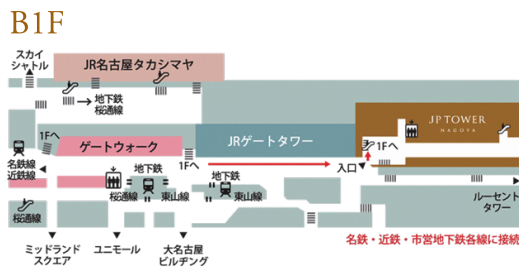 B1F
スカイ
シャトル
JR名古屋タカシマヤ
地下鉄
桜通線
1Fへ
ゲートウォーク
JRゲートタワー
JP TOWER
NAGOYA
1Fへ
1Fへ
入口
名鉄線
近鉄線
地下鉄
桜通線
東山線
地下鉄
東山線
桜通線
ルーセント
タワー
ミッドランド
スクエア
ユニモール
大名古屋
ビルヂング
名鉄・近鉄・市営地下鉄各線に接続